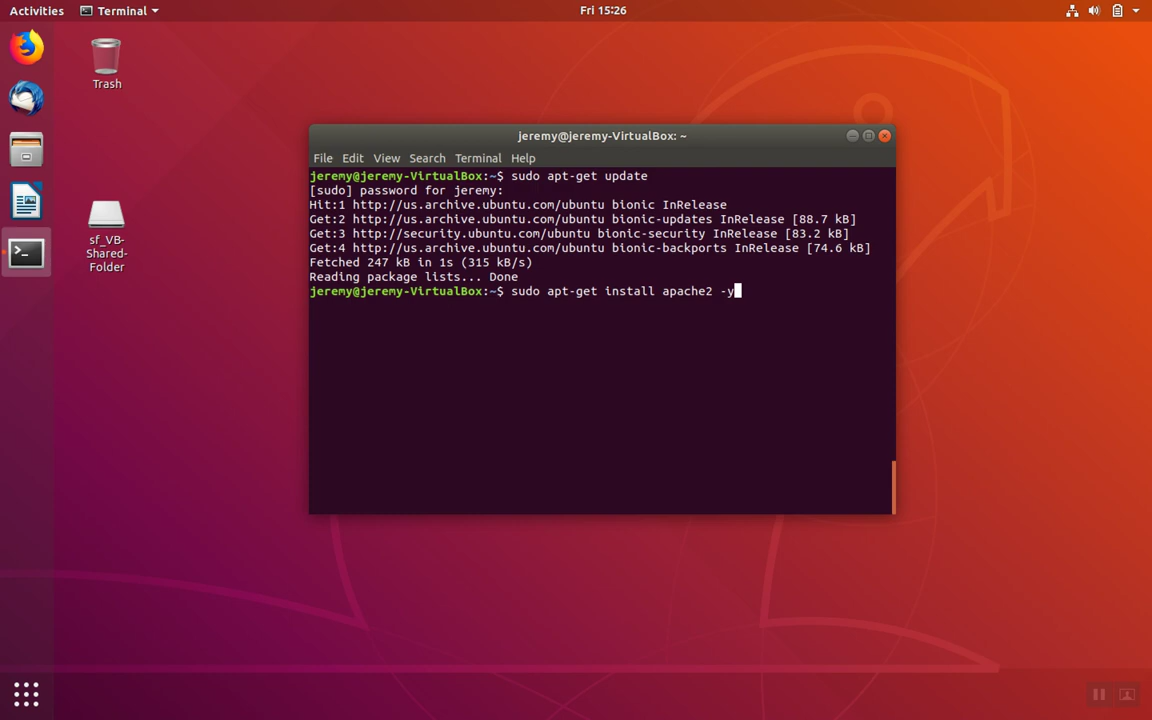 Activities
Terminal
Fri 15:26
Trash
sf_VB-
Shared-
Folder
jeremy@jeremy-VirtualBox: ~
File Edit View Search Terminal Help
jeremy@jeremy-VirtualBox:~$ sudo apt-get update
[sudo] password for jeremy:
Hit:1 http://us.archive.ubuntu.com/ubuntu bionic InRelease
Get:2 http://us.archive.ubuntu.com/ubuntu bionic-updates InRelease [88.7 kB]
Get:3 http://security.ubuntu.com/ubuntu bionic-security InRelease [83.2 kB]
Get:4 http://us.archive.ubuntu.com/ubuntu bionic-backports InRelease [74.6 kB]
Fetched 247 kB in 1s (315 kB/s)
Reading package lists... Done
jeremy@jeremy-VirtualBox:~$ sudo apt-get install apache2 -y